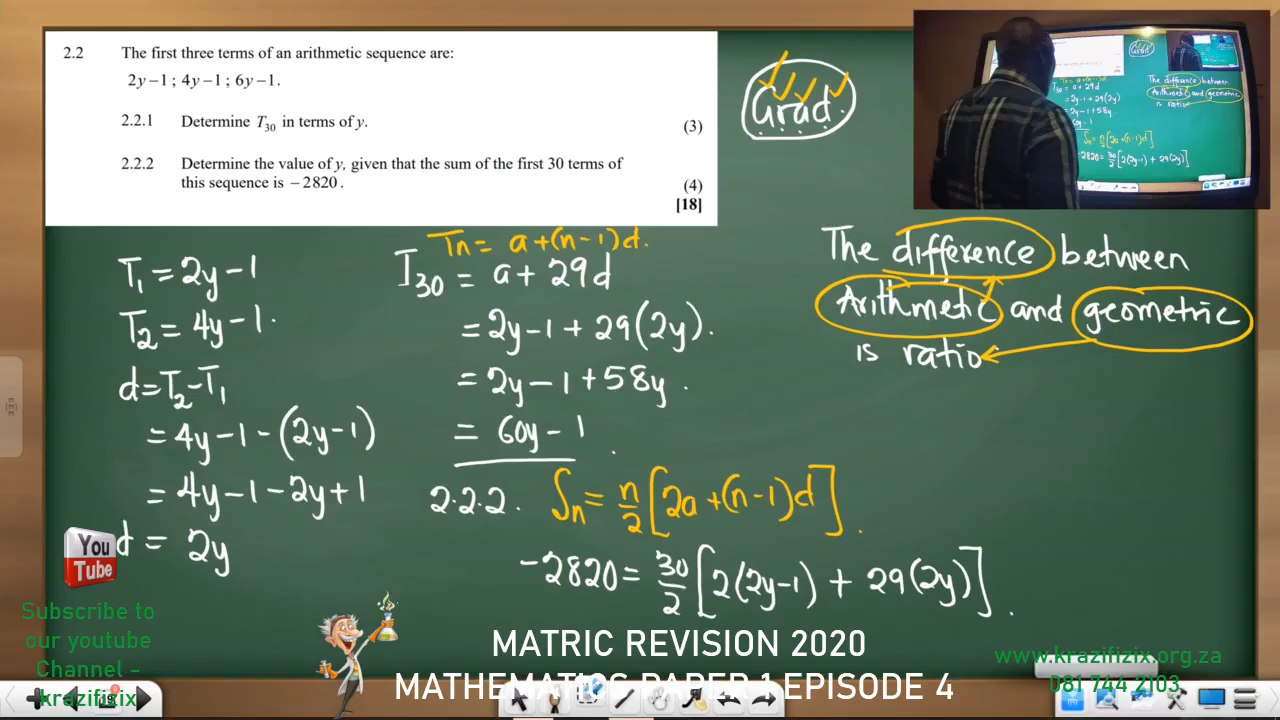 2.2 The first three terms of an arithmetic sequence are:
2y−1 ; 4y−1 ; 6y−1.
2.2.1 Determine T₃₀ in terms of y. (3)
2.2.2 Determine the value of y, given that the sum of the first 30 terms of
this sequence is −2820. (4)
[18]
Grad.
T₁ = 2y−1
T₂ = 4y−1.
d=T₂−T₁
= 4y−1−(2y−1)
= 4y−1−2y+1
d = 2y
Tn = a+(n−1)d.
T₃₀ = a+29d
= 2y−1+29(2y).
= 2y−1+58y.
= 60y−1.
2.2.2. Sn = n/2[2a+(n−1)d].
−2820 = 30/2[2(2y−1) + 29(2y)].
The difference between
Arithmetic and geometric
is ratio
You
Tube
Subscribe to
our youtube
Channel –
krazifizix
MATRIC REVISION 2020
MATHEMATICS PAPER 1 EPISODE 4
www.krazifizix.org.za
081 744 2103